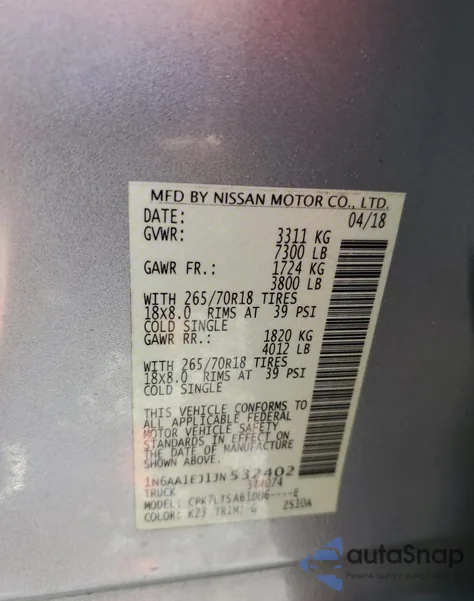 MFD BY NISSAN MOTOR CO., LTD.
DATE: 04/18
GVWR: 3311 KG
7300 LB
GAWR FR.: 1724 KG
3800 LB
WITH 265/70R18 TIRES
18X8.0 RIMS AT 39 PSI
COLD SINGLE
GAWR RR.: 1820 KG
4012 LB
WITH 265/70R18 TIRES
18X8.0 RIMS AT 39 PSI
COLD SINGLE
THIS VEHICLE CONFORMS TO
ALL APPLICABLE FEDERAL
MOTOR VEHICLE SAFETY
STANDARDS IN EFFECT ON
THE DATE OF MANUFACTURE
SHOWN ABOVE.
1N6AA1EJ1JN532402
TRUCK
COLOR: K23 TRIM: G ZS10A
autoSnap